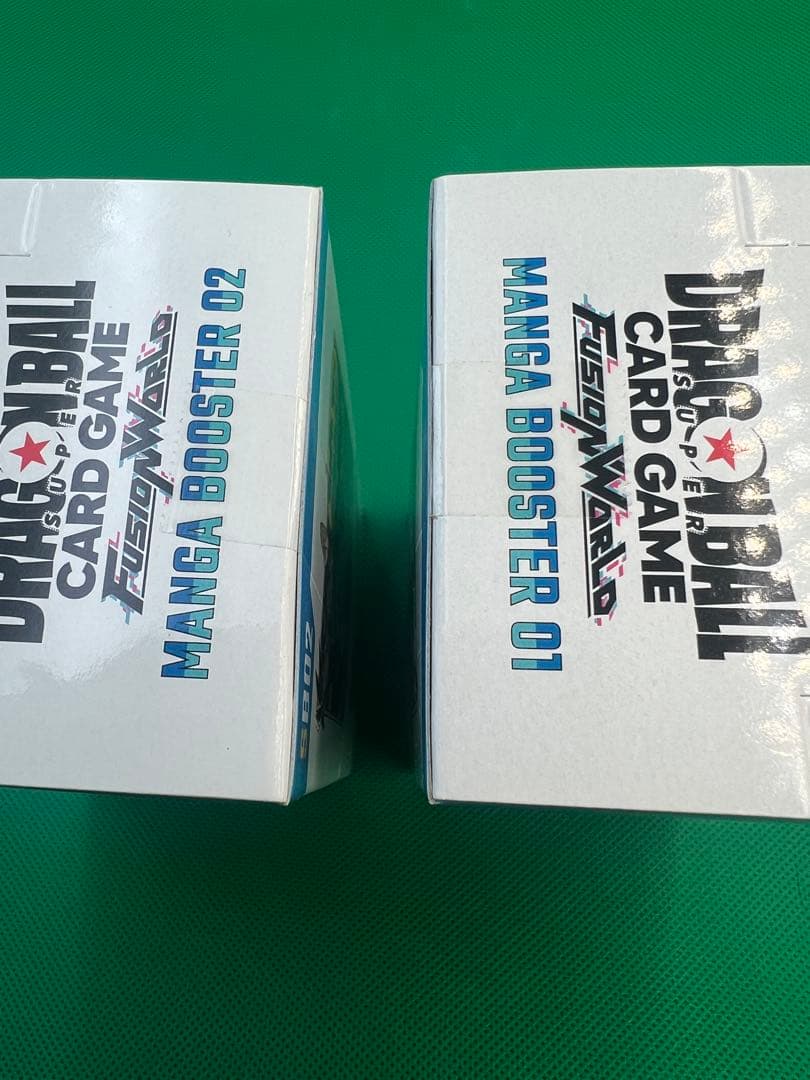 DRAGON BALL
SUPER
CARD GAME
FUSION WORLD
MANGA BOOSTER 02
SB02
MANGA BOOSTER 01
FUSION WORLD
CARD GAME
SUPER
DRAGON BALL